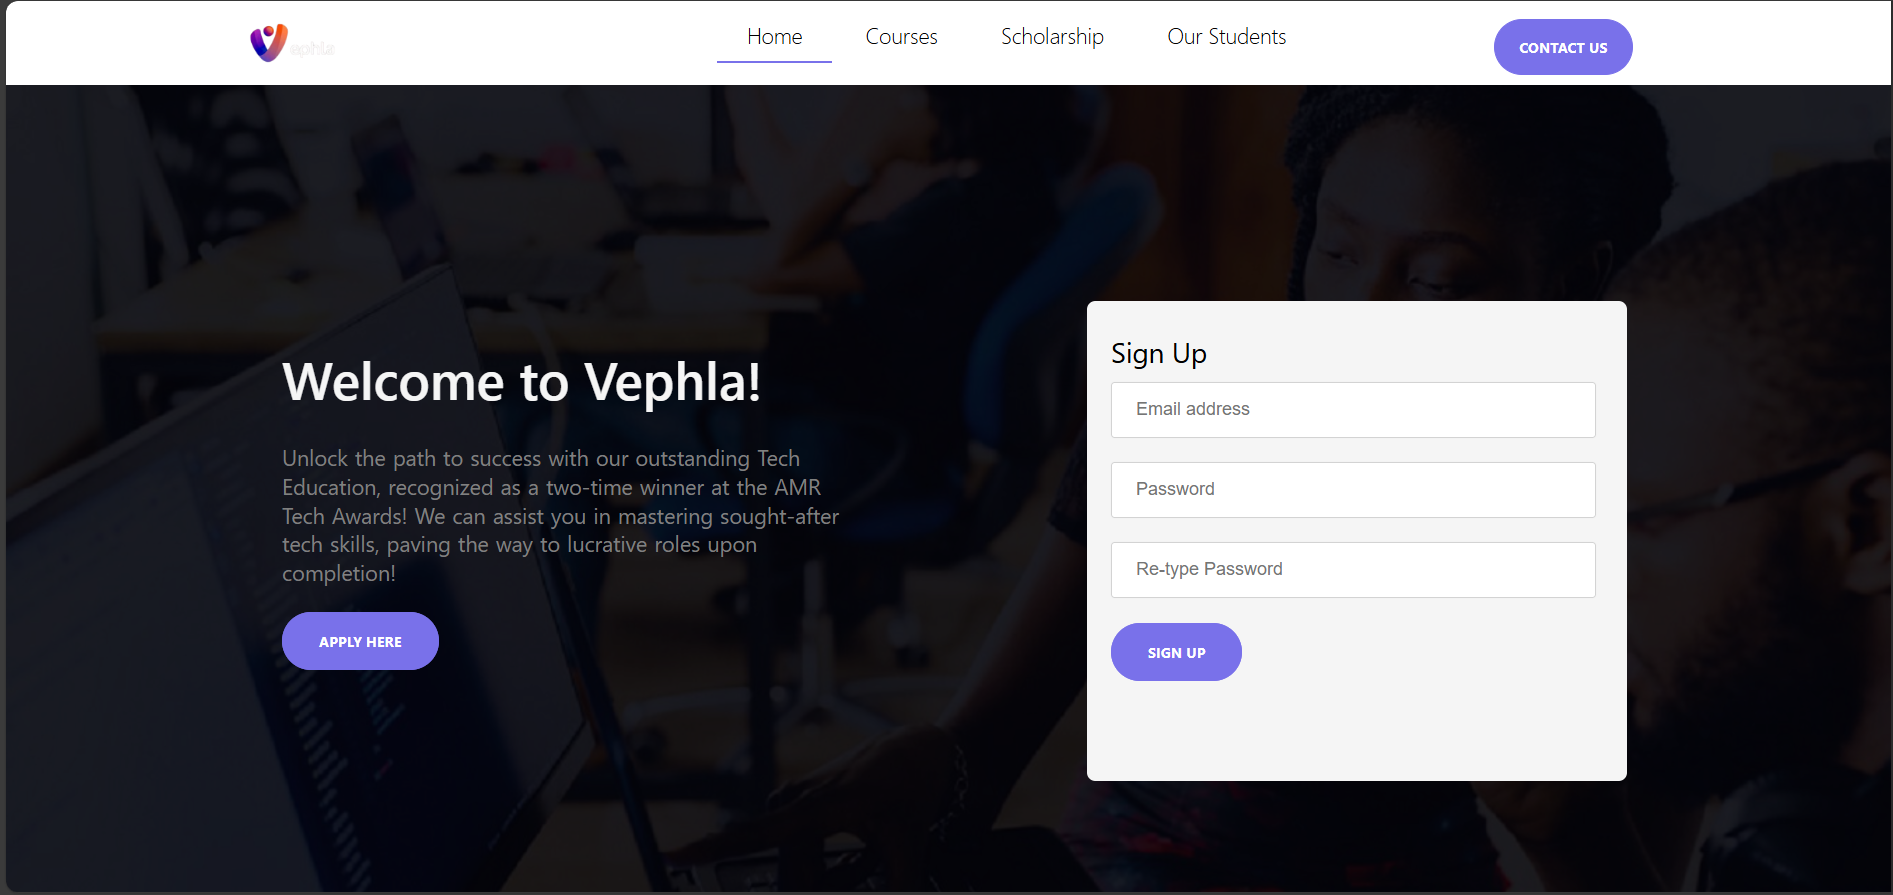 ephla
Home
Courses
Scholarship
Our Students
CONTACT US
Welcome to Vephla!
Unlock the path to success with our outstanding Tech
Education, recognized as a two-time winner at the AMR
Tech Awards! We can assist you in mastering sought-after
tech skills, paving the way to lucrative roles upon
completion!
APPLY HERE
Sign Up
Email address
Password
Re-type Password
SIGN UP